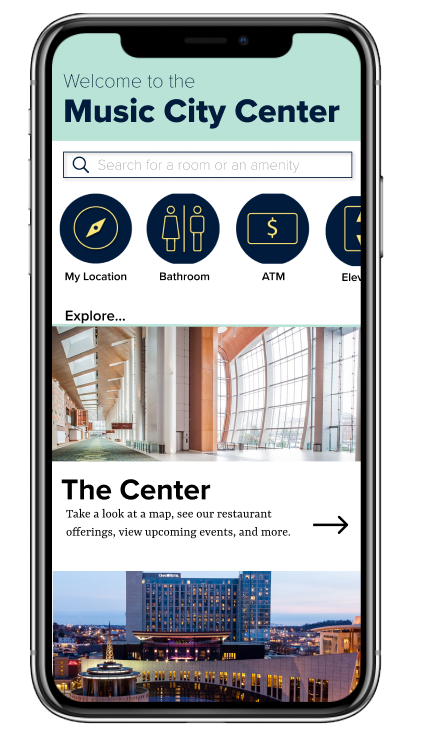 Welcome to the
Music City Center
Search for a room or an amenity
$
My Location
Bathroom
ATM
Elev
Explore...
The Center
Take a look at a map, see our restaurant
offerings, view upcoming events, and more.